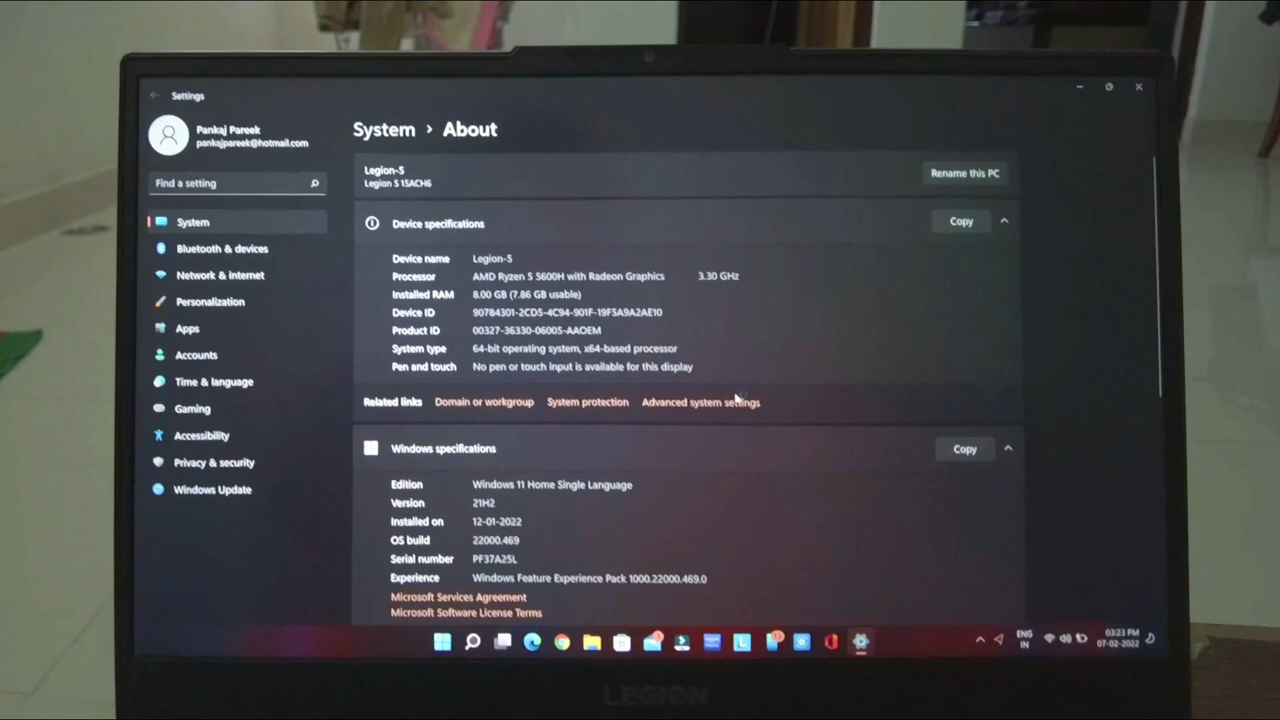 Settings
Pankaj Pareek
pankajpareek@hotmail.com
Find a setting
System
Bluetooth & devices
Network & internet
Personalization
Apps
Accounts
Time & language
Gaming
Accessibility
Privacy & security
Windows Update
System > About
Legion-5
Legion 5 15ACH6
Rename this PC
Device specifications
Copy
Device name Legion-5
Processor AMD Ryzen 5 5600H with Radeon Graphics 3.30 GHz
Installed RAM 8.00 GB (7.86 GB usable)
Device ID 90784301-2CD5-4C94-901F-19F5A9A2AE10
Product ID 00327-36330-06005-AAOEM
System type 64-bit operating system, x64-based processor
Pen and touch No pen or touch input is available for this display
Related links Domain or workgroup System protection Advanced system settings
Windows specifications
Copy
Edition Windows 11 Home Single Language
Version 21H2
Installed on 12-01-2022
OS build 22000.469
Serial number PF37A25L
Experience Windows Feature Experience Pack 1000.22000.469.0
Microsoft Services Agreement
Microsoft Software License Terms
ENG
IN
03:23 PM
07-02-2022
LEGION